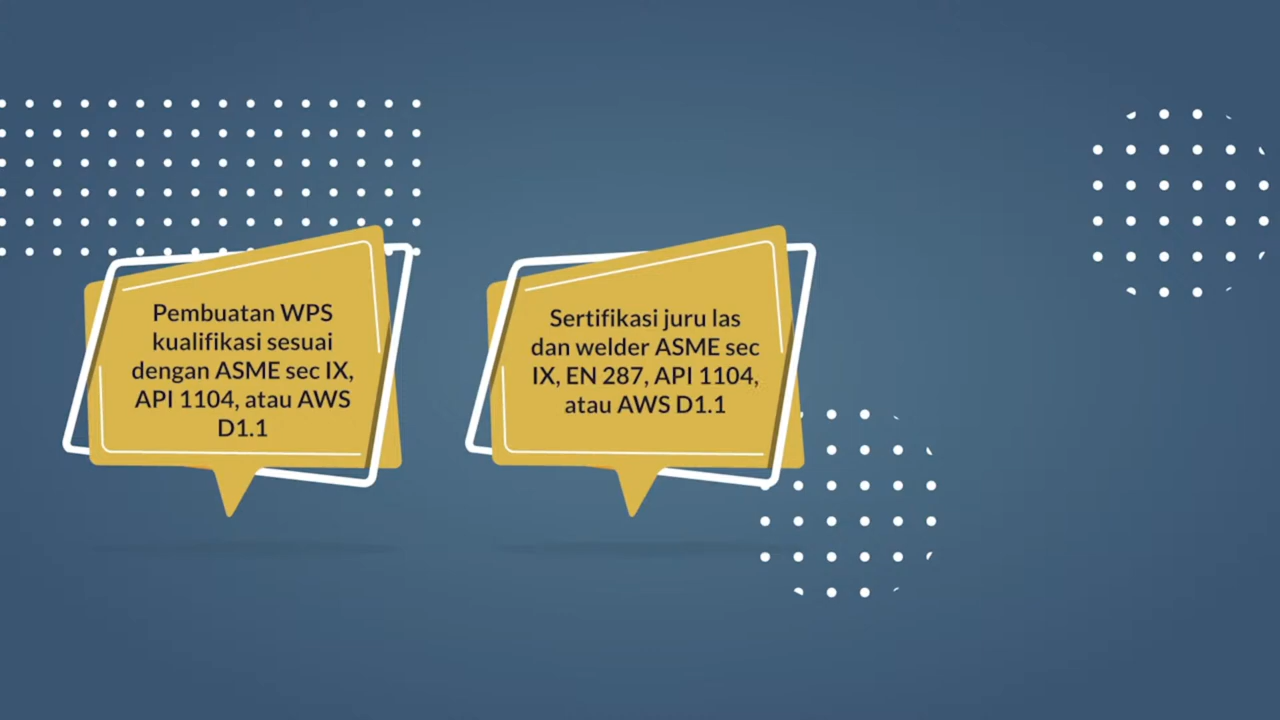 Pembuatan WPS
kualifikasi sesuai
dengan ASME sec IX,
API 1104, atau AWS
D1.1
Sertifikasi juru las
dan welder ASME sec
IX, EN 287, API 1104,
atau AWS D1.1